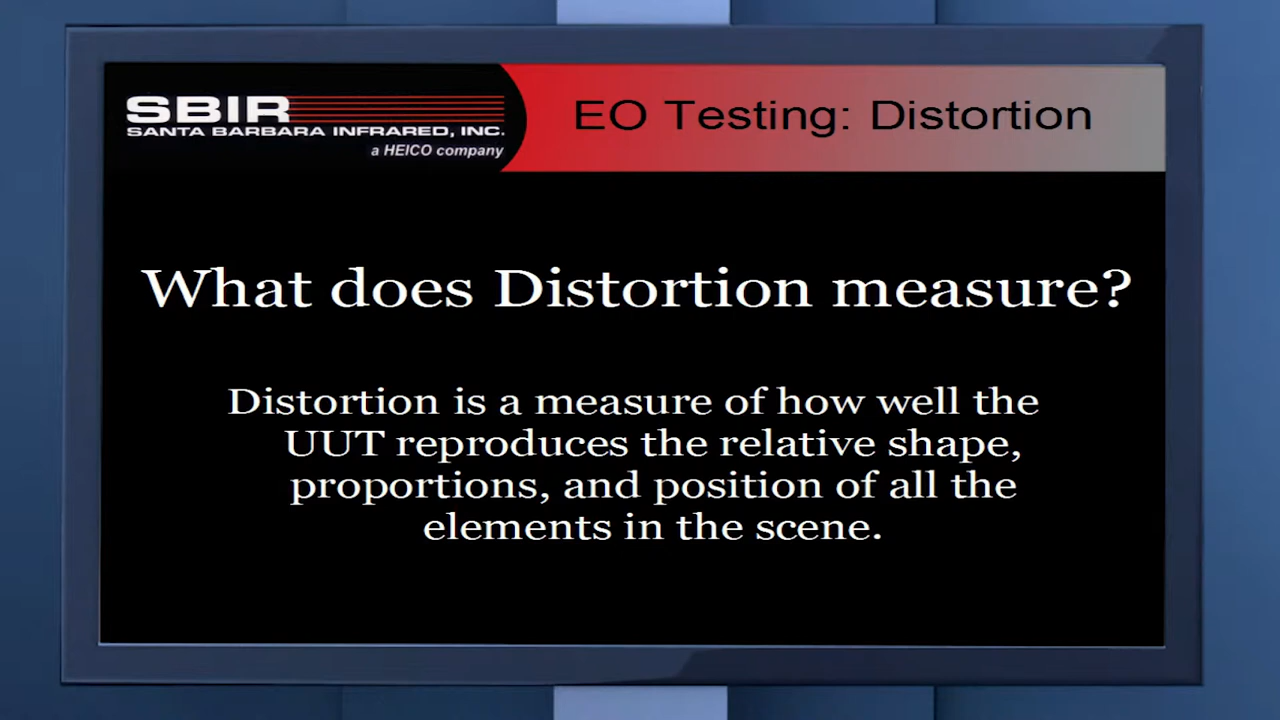 SBIR
SANTA BARBARA INFRARED, INC.
a HEICO company
EO Testing: Distortion
What does Distortion measure?
Distortion is a measure of how well the
UUT reproduces the relative shape,
proportions, and position of all the
elements in the scene.